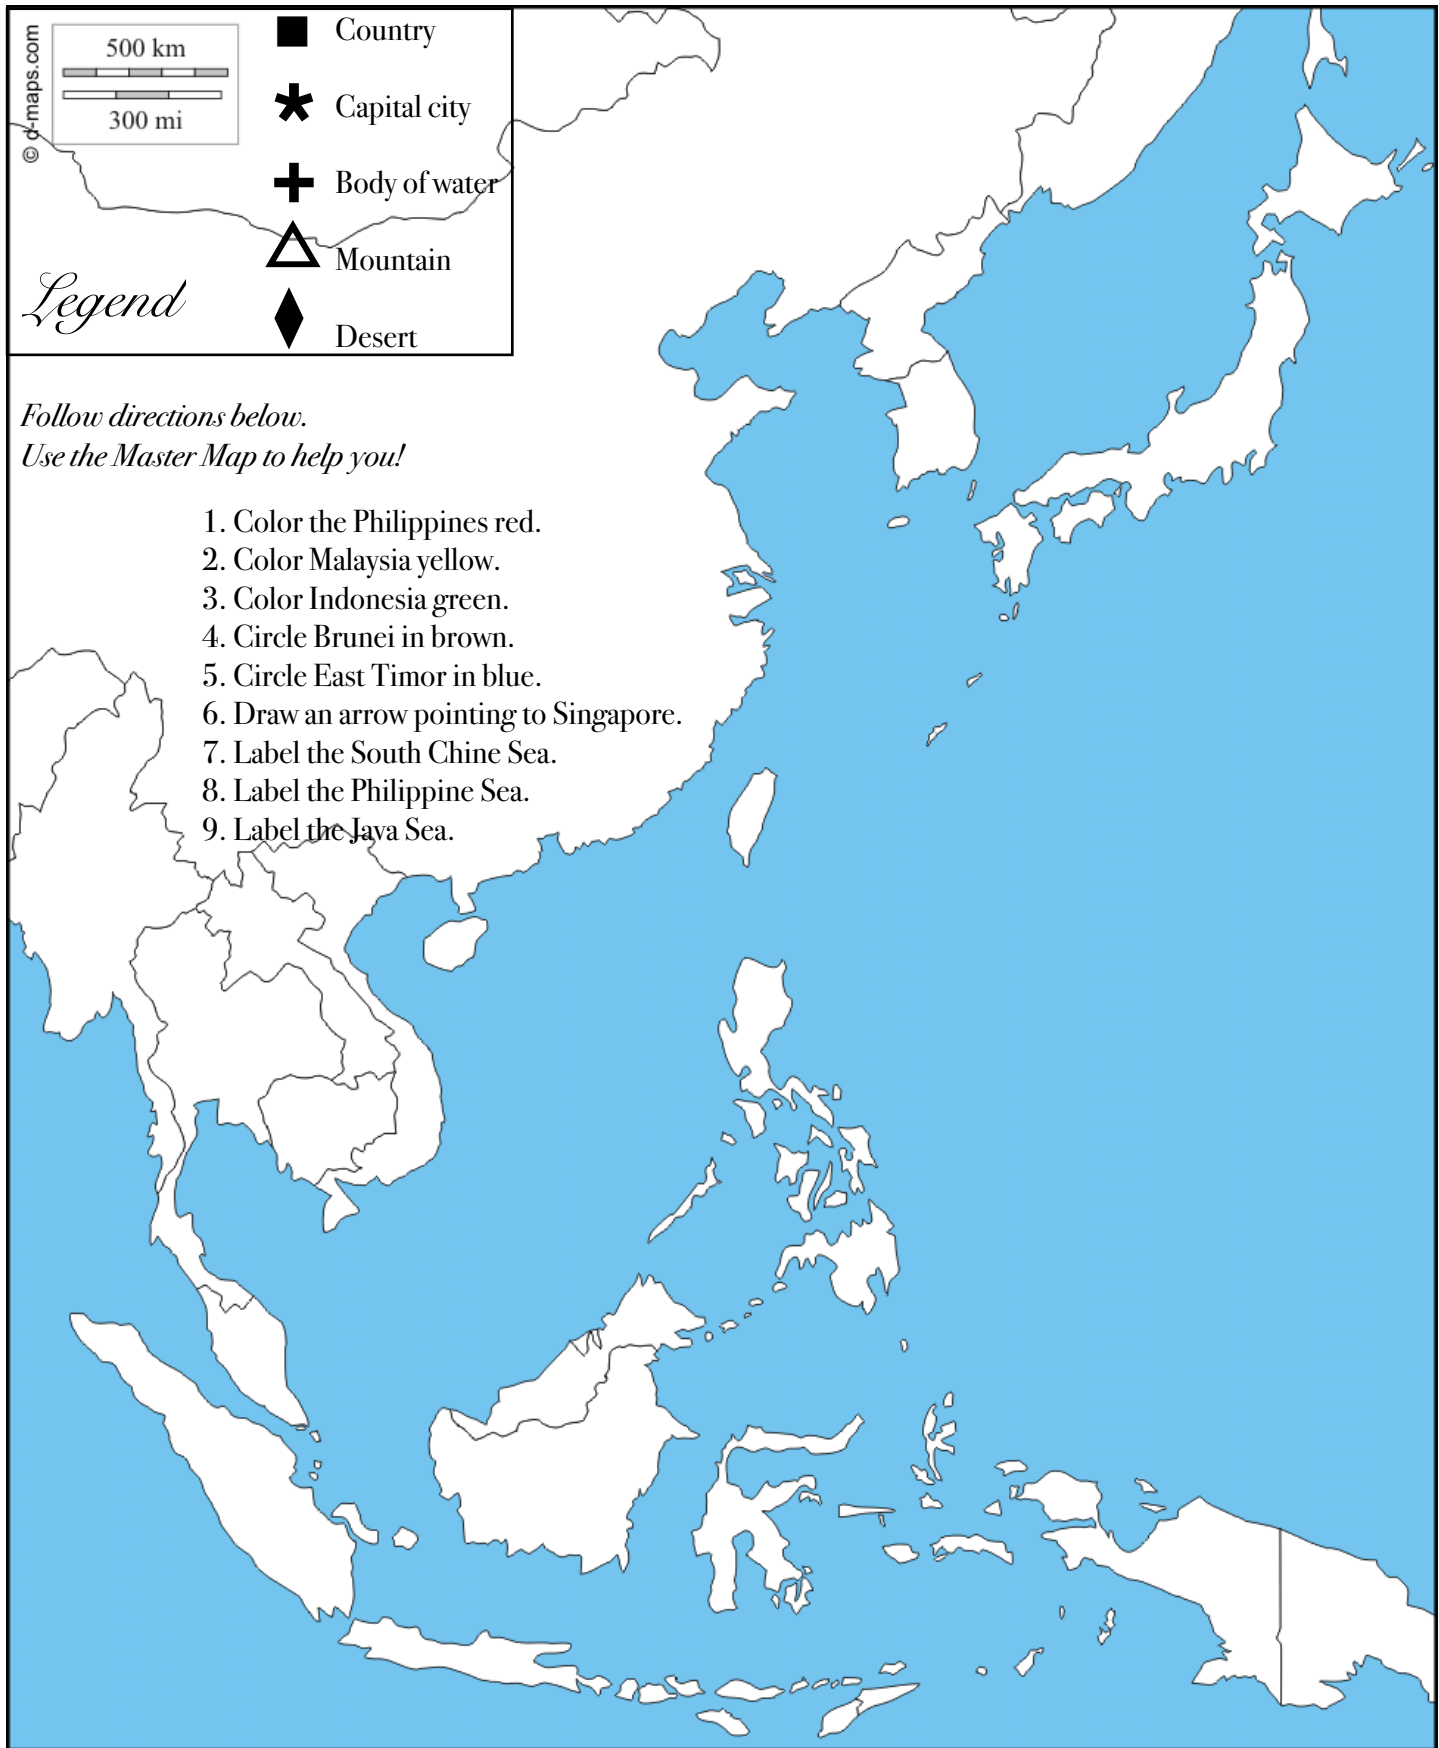 © d-maps.com
500 km
300 mi
Country
Capital city
Body of water
Mountain
Desert
Legend
Follow directions below.
Use the Master Map to help you!
1. Color the Philippines red.
2. Color Malaysia yellow.
3. Color Indonesia green.
4. Circle Brunei in brown.
5. Circle East Timor in blue.
6. Draw an arrow pointing to Singapore.
7. Label the South Chine Sea.
8. Label the Philippine Sea.
9. Label the Java Sea.